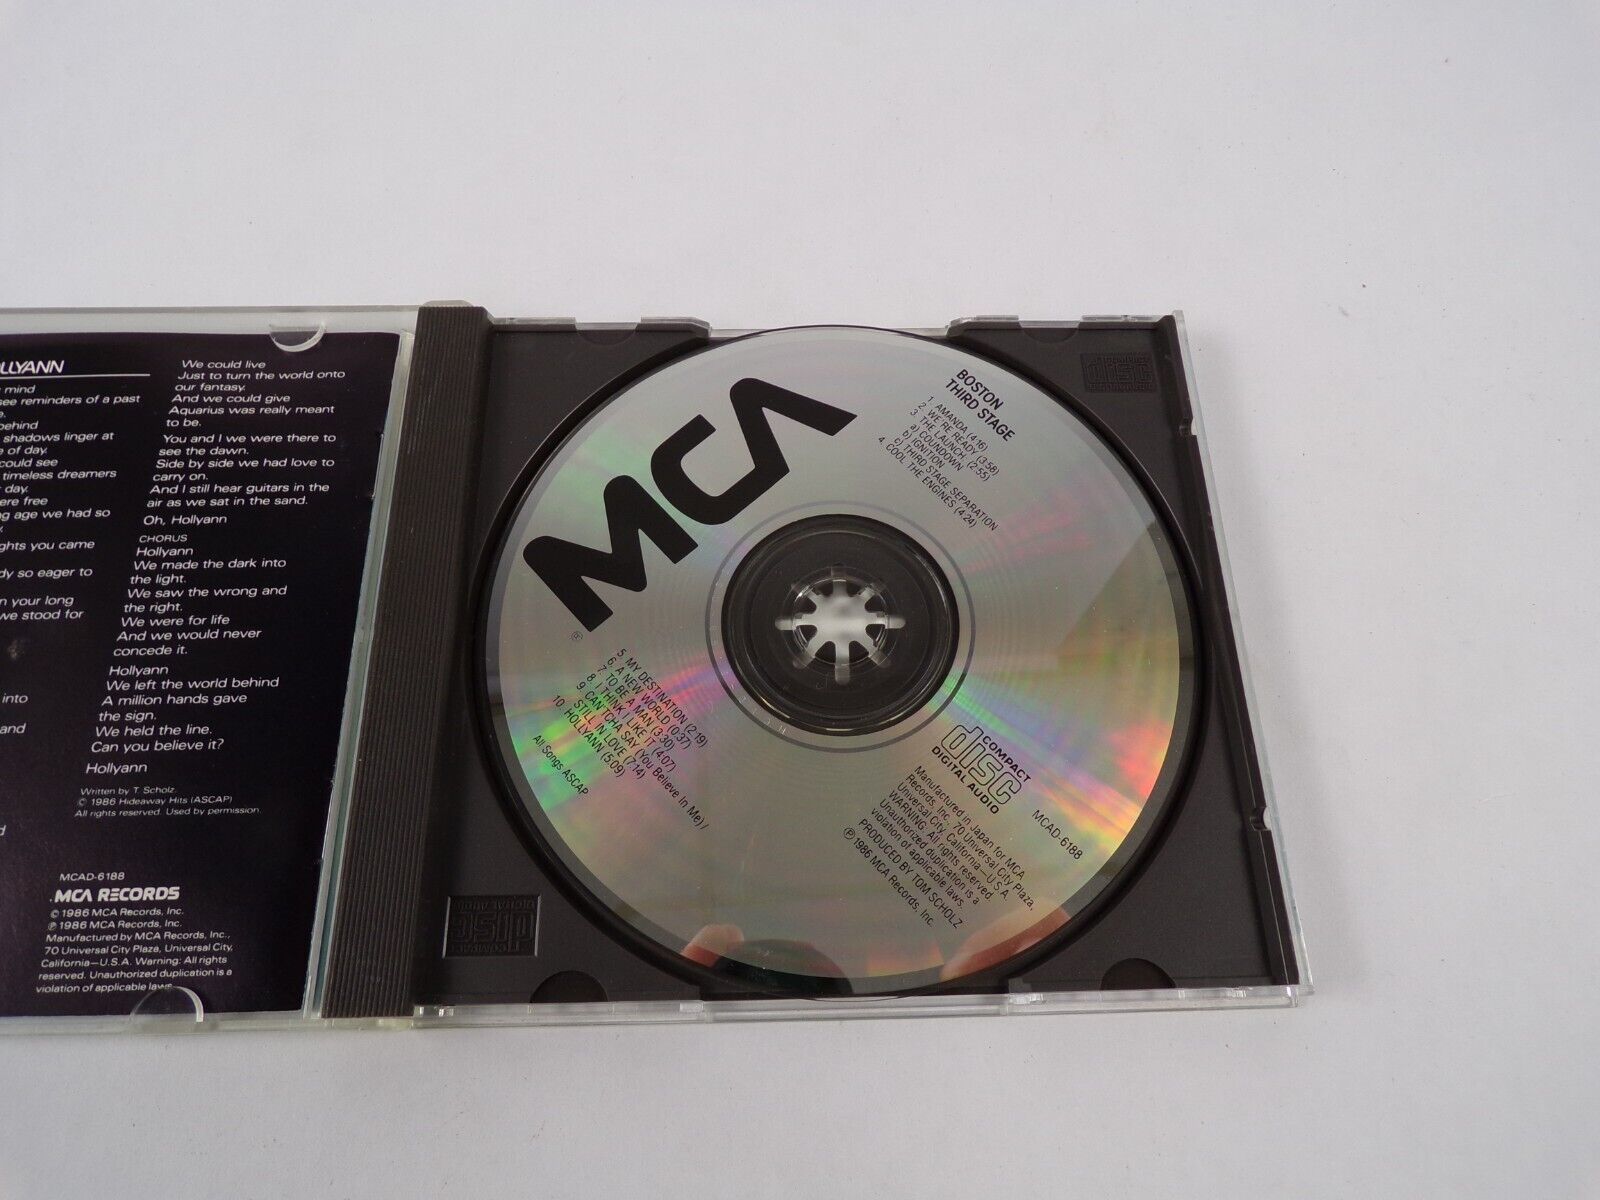 OLLYANN
mind
see reminders of a past
behind
shadows linger at
e of day.
could see
timeless dreamers
day.
ere free
ng age we had so
ghts you came
dy so eager to
n your long
we stood for
into
and
We could live
Just to turn the world onto
our fantasy.
And we could give
Aquarius was really meant
to be.
You and I we were there to
see the dawn.
Side by side we had love to
carry on.
And I still hear guitars in the
air as we sat in the sand.
Oh, Hollyann
CHORUS
Hollyann
We made the dark into
the light.
We saw the wrong and
the right.
We were for life
And we would never
concede it.
Hollyann
We left the world behind
A million hands gave
the sign.
We held the line.
Can you believe it?
Hollyann
Written by T. Scholz.
© 1986 Hideaway Hits (ASCAP)
All rights reserved. Used by permission.
MCAD-6188
MCA RECORDS
© 1986 MCA Records, Inc.
℗ 1986 MCA Records, Inc.
Manufactured by MCA Records, Inc.,
70 Universal City Plaza, Universal City,
California—U.S.A. Warning: All rights
reserved. Unauthorized duplication is a
violation of applicable laws.
MCA
®
BOSTON
THIRD STAGE
1. AMANDA (4:16)
2. WE'RE READY (3:58)
3. THE LAUNCH (2:55)
a) COUNDOWN
b) IGNITION
c) THIRD STAGE SEPARATION
4. COOL THE ENGINES (4:24)
5. MY DESTINATION (2:19)
6. A NEW WORLD (0:37)
7. TO BE A MAN (3:30)
8. I THINK I LIKE IT (4:07)
9. CAN'TCHA SAY (You Believe In Me) /
STILL IN LOVE (7:14)
10. HOLLYANN (5:09)
All Songs ASCAP
COMPACT
disc
DIGITAL AUDIO
MCAD-6188
Manufactured in Japan for MCA
Records, Inc., 70 Universal City Plaza,
Universal City, California—U.S.A.
WARNING: All rights reserved.
Unauthorized duplication is a
violation of applicable laws.
PRODUCED BY TOM SCHOLZ
℗ 1986 MCA Records, Inc.
COMPACT
disc
DIGITAL AUDIO
COMPACT
disc
DIGITAL AUDIO